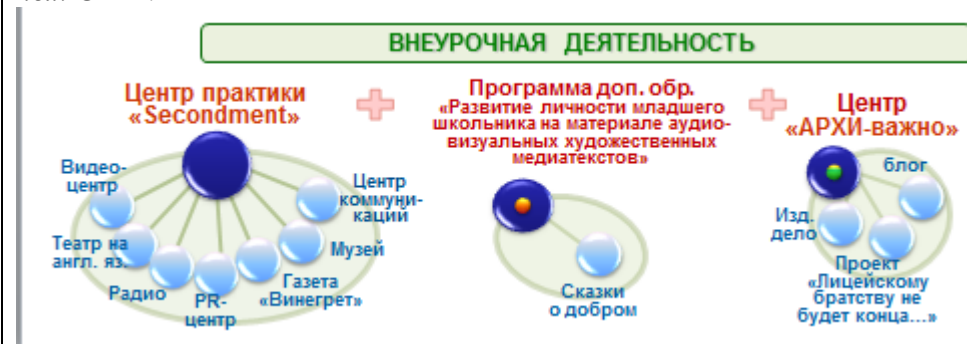 ВНЕУРОЧНАЯ ДЕЯТЕЛЬНОСТЬ
Центр практики
«Secondment»
Видео-
центр
Театр на
англ. яз.
Радио
PR-
центр
Газета
«Винегрет»
Музей
Центр
коммуни-
каций
Программа доп. обр.
«Развитие личности младшего
школьника на материале аудио-
визуальных художественных
медиатекстов»
Сказки
о добром
Центр
«АРХИ-важно»
блог
Изд.
дело
Проект
«Лицейскому
братству не
будет конца...»